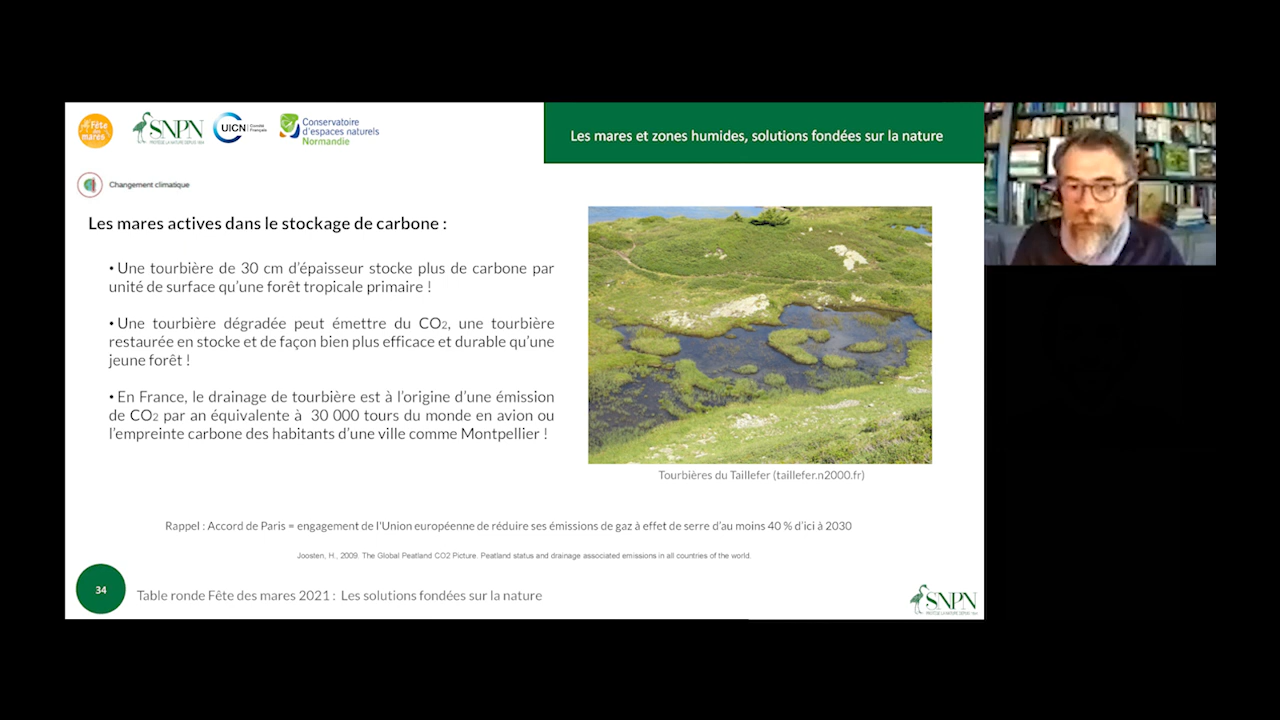 Fête
des
mares
SNPN
PROTÉGE LA NATURE DEPUIS 1854
UICN
Comité
Français
Conservatoire
d'espaces naturels
Normandie
Les mares et zones humides, solutions fondées sur la nature
Changement climatique
Les mares actives dans le stockage de carbone :
• Une tourbière de 30 cm d'épaisseur stocke plus de carbone par
unité de surface qu'une forêt tropicale primaire !
• Une tourbière dégradée peut émettre du CO2, une tourbière
restaurée en stocke et de façon bien plus efficace et durable qu'une
jeune forêt !
• En France, le drainage de tourbière est à l'origine d'une émission
de CO2 par an équivalente à 30 000 tours du monde en avion ou
l'empreinte carbone des habitants d'une ville comme Montpellier !
Tourbières du Taillefer (taillefer.n2000.fr)
Rappel : Accord de Paris = engagement de l'Union européenne de réduire ses émissions de gaz à effet de serre d'au moins 40 % d'ici à 2030
Joosten, H., 2009. The Global Peatland CO2 Picture. Peatland status and drainage associated emissions in all countries of the world.
34
Table ronde Fête des mares 2021 : Les solutions fondées sur la nature
SNPN